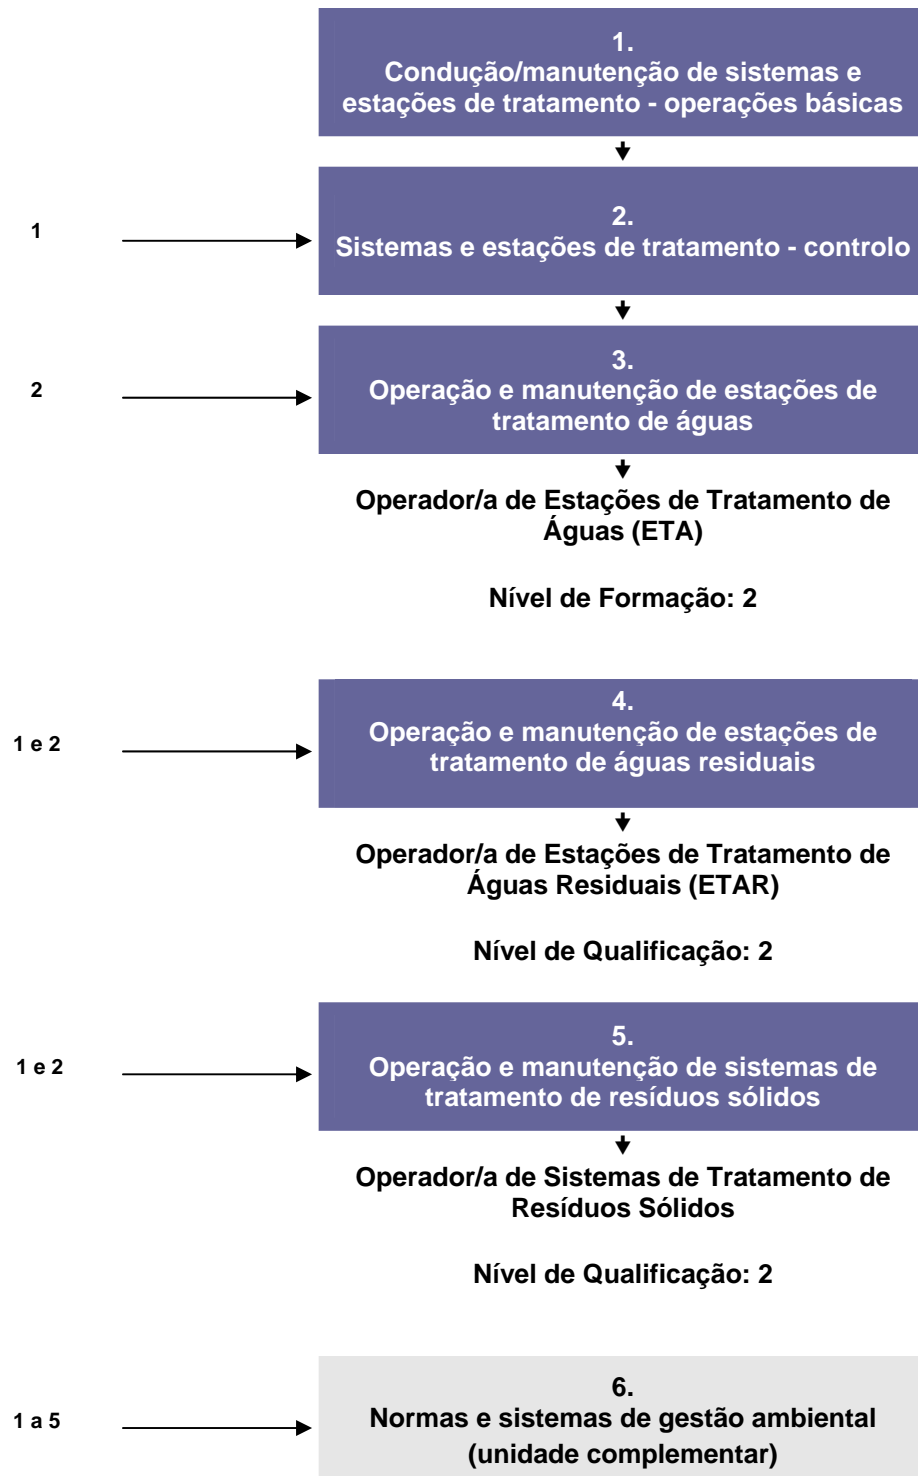 1.
Condução/manutenção de sistemas e
estações de tratamento - operações básicas
1
2.
Sistemas e estações de tratamento - controlo
2
3.
Operação e manutenção de estações de
tratamento de águas
Operador/a de Estações de Tratamento de
Águas (ETA)
Nível de Formação: 2
1 e 2
4.
Operação e manutenção de estações de
tratamento de águas residuais
Operador/a de Estações de Tratamento de
Águas Residuais (ETAR)
Nível de Qualificação: 2
1 e 2
5.
Operação e manutenção de sistemas de
tratamento de resíduos sólidos
Operador/a de Sistemas de Tratamento de
Resíduos Sólidos
Nível de Qualificação: 2
1 a 5
6.
Normas e sistemas de gestão ambiental
(unidade complementar)